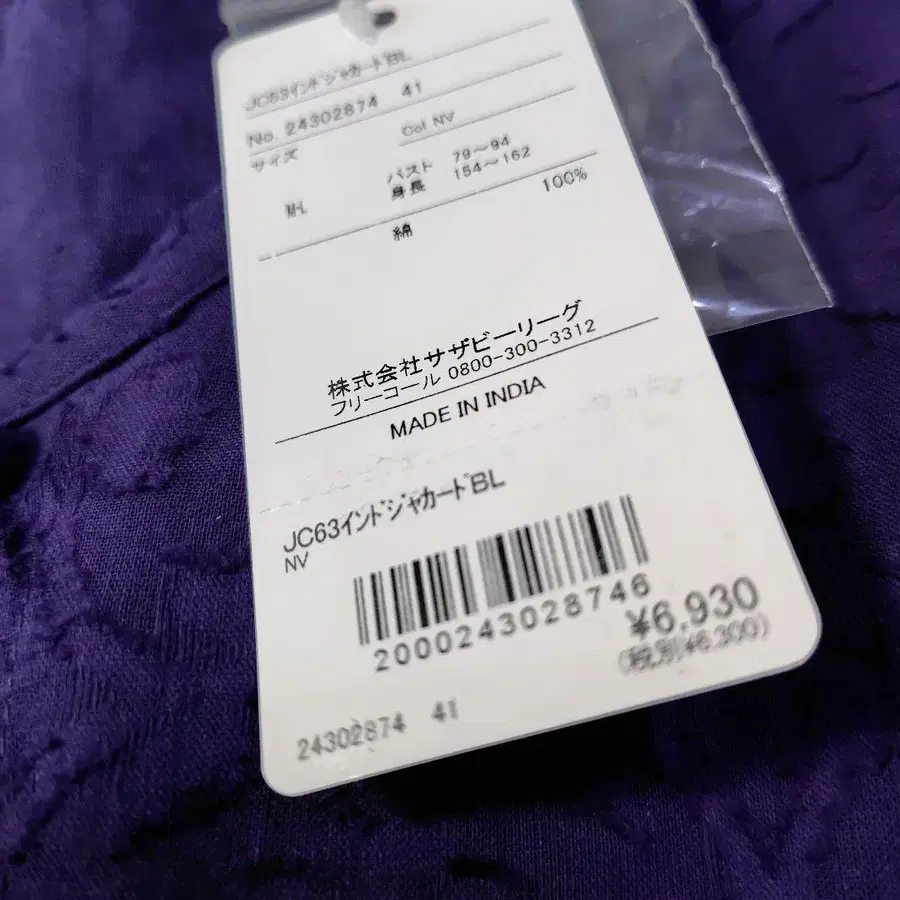 JC63インドジャカードBL
No. 24302874 41
サイズ Col NV
M-L バスト 79～94
身長 154～162
綿 100%
株式会社サザビーリーグ
フリーコール 0800-300-3312
MADE IN INDIA
JC63インドジャカードBL
NV
2000243028746
¥6,930
(税別¥6,300)
24302874 41